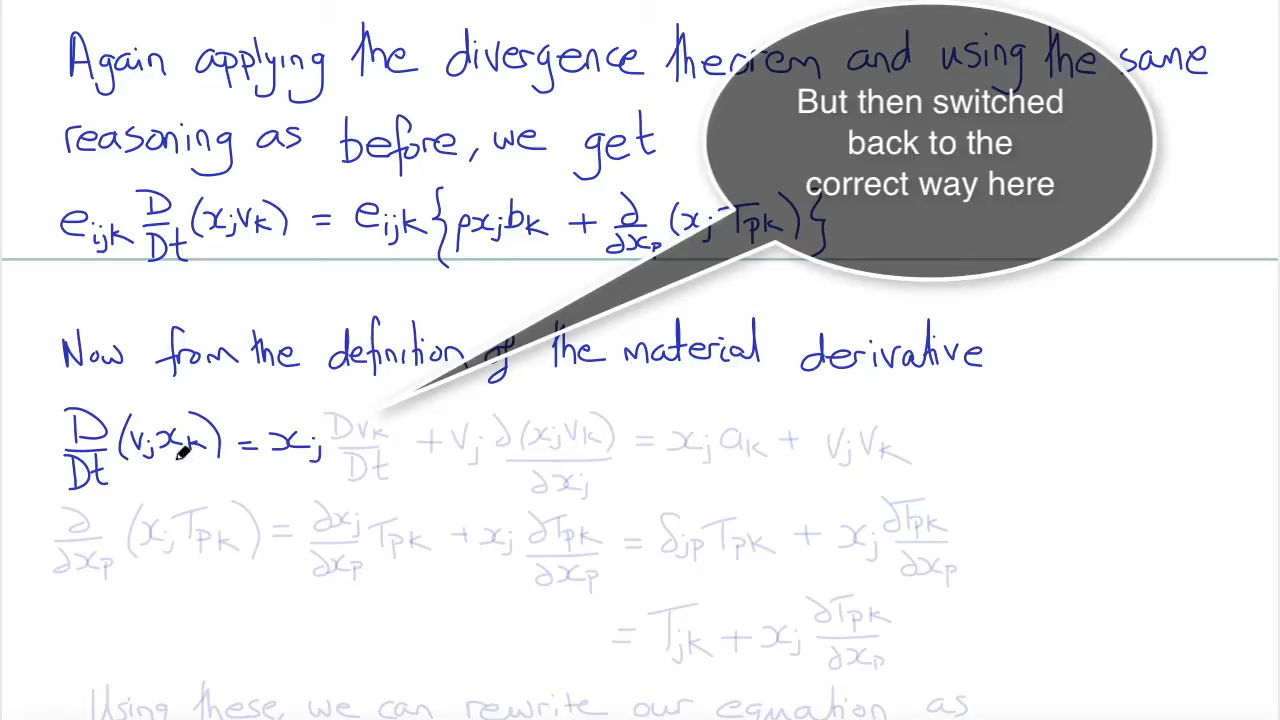 Again applying the divergence theorem and using the same
reasoning as before, we get
But then switched
back to the
correct way here
e_ijk D/Dt (x_j v_k) = e_ijk { ρx_j b_k + ∂/∂x_p (x_j T_pk) }
Now from the definition of the material derivative
D/Dt (v_j x_k) = x_j Dv_k/Dt + v_j ∂(x_j v_k)/∂x_j = x_j a_k + v_j v_k
∂/∂x_p (x_j T_pk) = ∂x_j/∂x_p T_pk + x_j ∂T_pk/∂x_p = δ_jp T_pk + x_j ∂T_pk/∂x_p
= T_jk + x_j ∂T_pk/∂x_p
Using these, we can rewrite our equation as